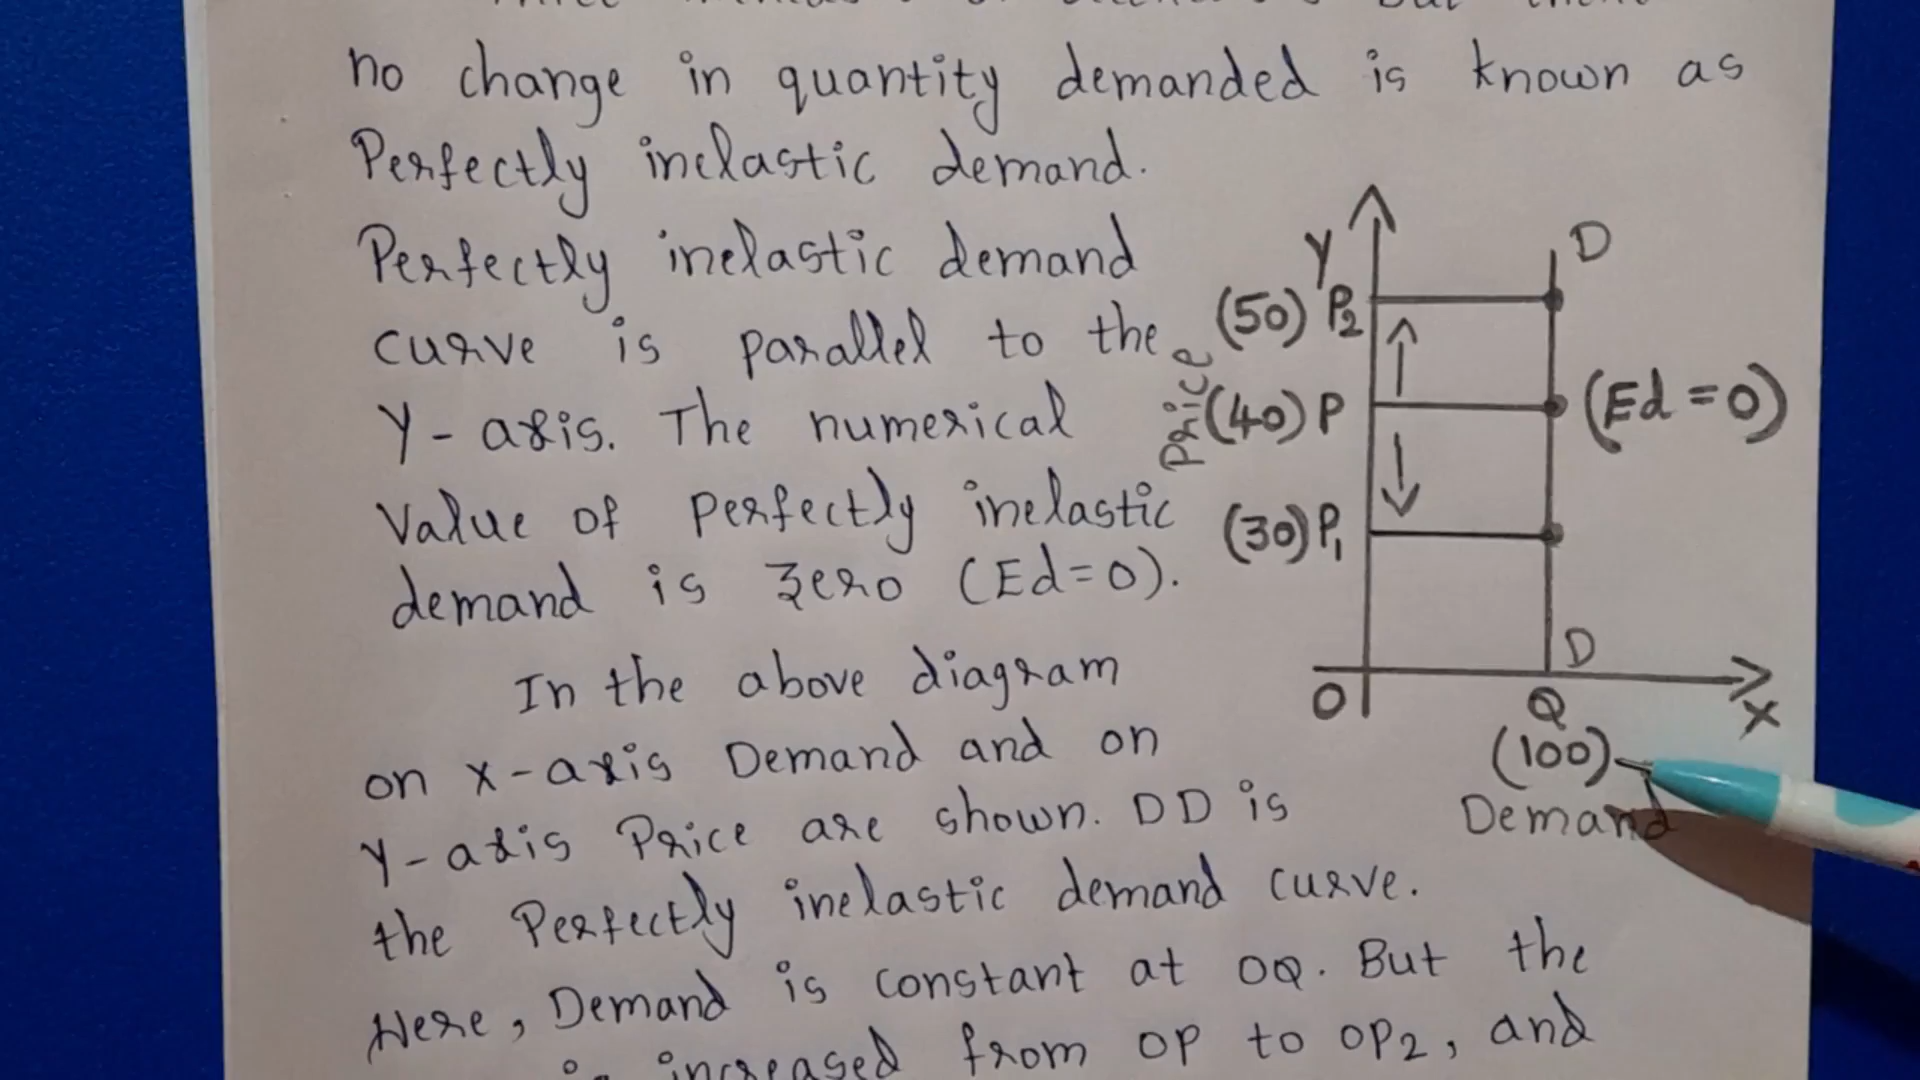 no change in quantity demanded is known as
Perfectly inelastic demand.
Perfectly inelastic demand
curve is parallel to the
Y-axis. The numerical
Value of perfectly inelastic
demand is zero (Ed=0).
In the above diagram
on x-axis Demand and on
Y-axis Price are shown. DD is
the Perfectly inelastic demand curve.
Here, Demand is constant at OQ. But the
is increased from OP to OP2, and
Y
D
(50) P2
Price
(40) P
(Ed=0)
(30) P1
D
O
Q
X
(100)
Demand